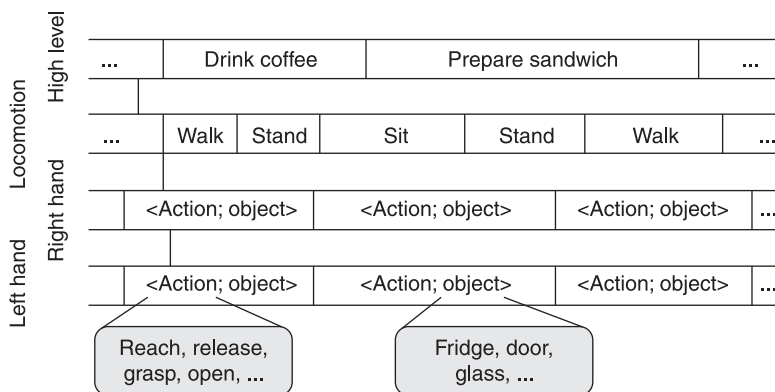 High level
... Drink coffee Prepare sandwich ...
Locomotion
... Walk Stand Sit Stand Walk ...
Right hand
<Action; object> <Action; object> <Action; object> ...
Left hand
<Action; object> <Action; object> <Action; object> ...
Reach, release,
grasp, open, ...
Fridge, door,
glass, ...